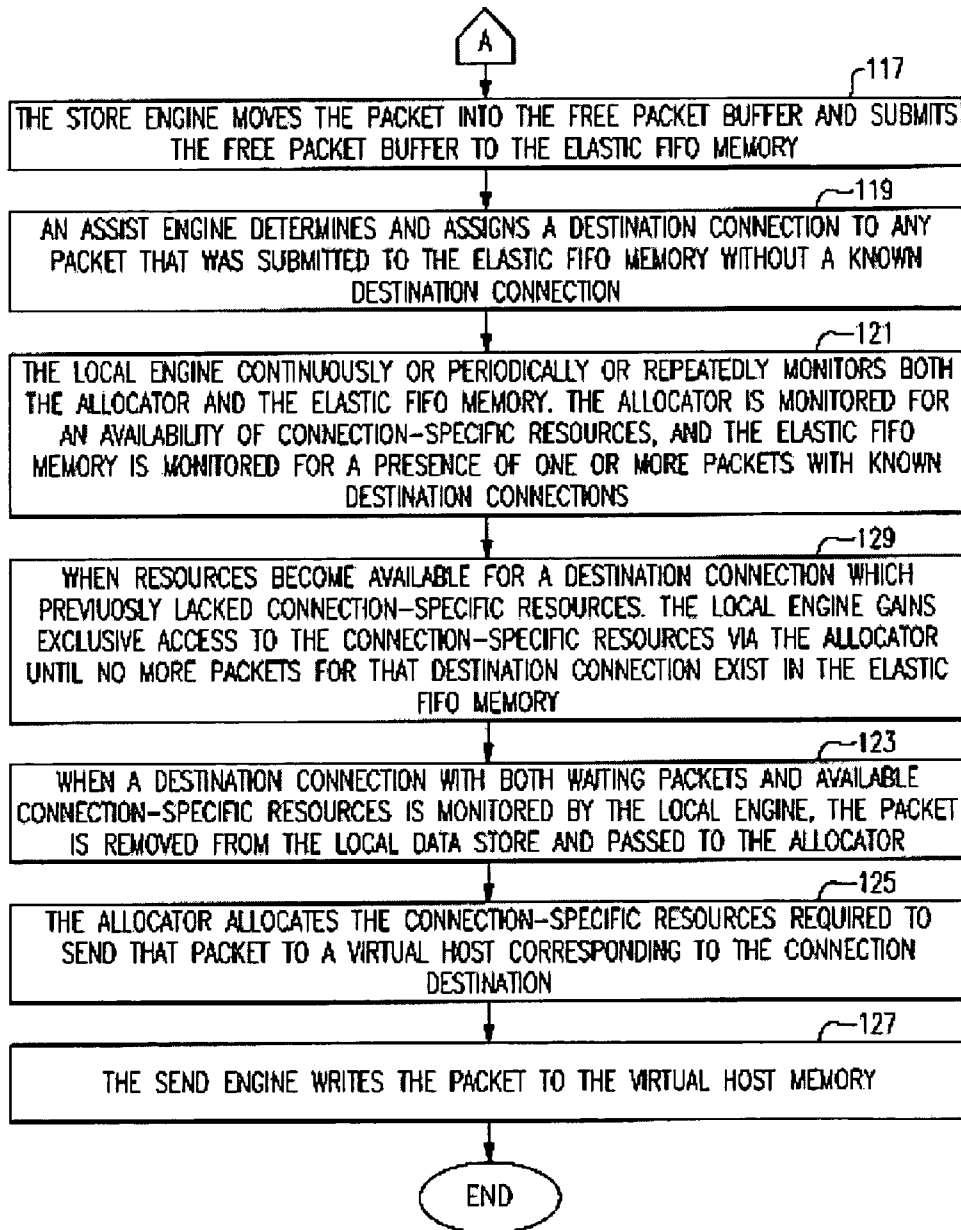 A
117
THE STORE ENGINE MOVES THE PACKET INTO THE FREE PACKET BUFFER AND SUBMITS
THE FREE PACKET BUFFER TO THE ELASTIC FIFO MEMORY
119
AN ASSIST ENGINE DETERMINES AND ASSIGNS A DESTINATION CONNECTION TO ANY
PACKET THAT WAS SUBMITTED TO THE ELASTIC FIFO MEMORY WITHOUT A KNOWN
DESTINATION CONNECTION
121
THE LOCAL ENGINE CONTINUOUSLY OR PERIODICALLY OR REPEATEDLY MONITORS BOTH
THE ALLOCATOR AND THE ELASTIC FIFO MEMORY. THE ALLOCATOR IS MONITORED FOR
AN AVAILABILITY OF CONNECTION-SPECIFIC RESOURCES, AND THE ELASTIC FIFO
MEMORY IS MONITORED FOR A PRESENCE OF ONE OR MORE PACKETS WITH KNOWN
DESTINATION CONNECTIONS
129
WHEN RESOURCES BECOME AVAILABLE FOR A DESTINATION CONNECTION WHICH
PREVIUOSLY LACKED CONNECTION-SPECIFIC RESOURCES. THE LOCAL ENGINE GAINS
EXCLUSIVE ACCESS TO THE CONNECTION-SPECIFIC RESOURCES VIA THE ALLOCATOR
UNTIL NO MORE PACKETS FOR THAT DESTINATION CONNECTION EXIST IN THE ELASTIC
FIFO MEMORY
123
WHEN A DESTINATION CONNECTION WITH BOTH WAITING PACKETS AND AVAILABLE
CONNECTION-SPECIFIC RESOURCES IS MONITORED BY THE LOCAL ENGINE, THE PACKET
IS REMOVED FROM THE LOCAL DATA STORE AND PASSED TO THE ALLOCATOR
125
THE ALLOCATOR ALLOCATES THE CONNECTION-SPECIFIC RESOURCES REQUIRED TO
SEND THAT PACKET TO A VIRTUAL HOST CORRESPONDING TO THE CONNECTION
DESTINATION
127
THE SEND ENGINE WRITES THE PACKET TO THE VIRTUAL HOST MEMORY
END